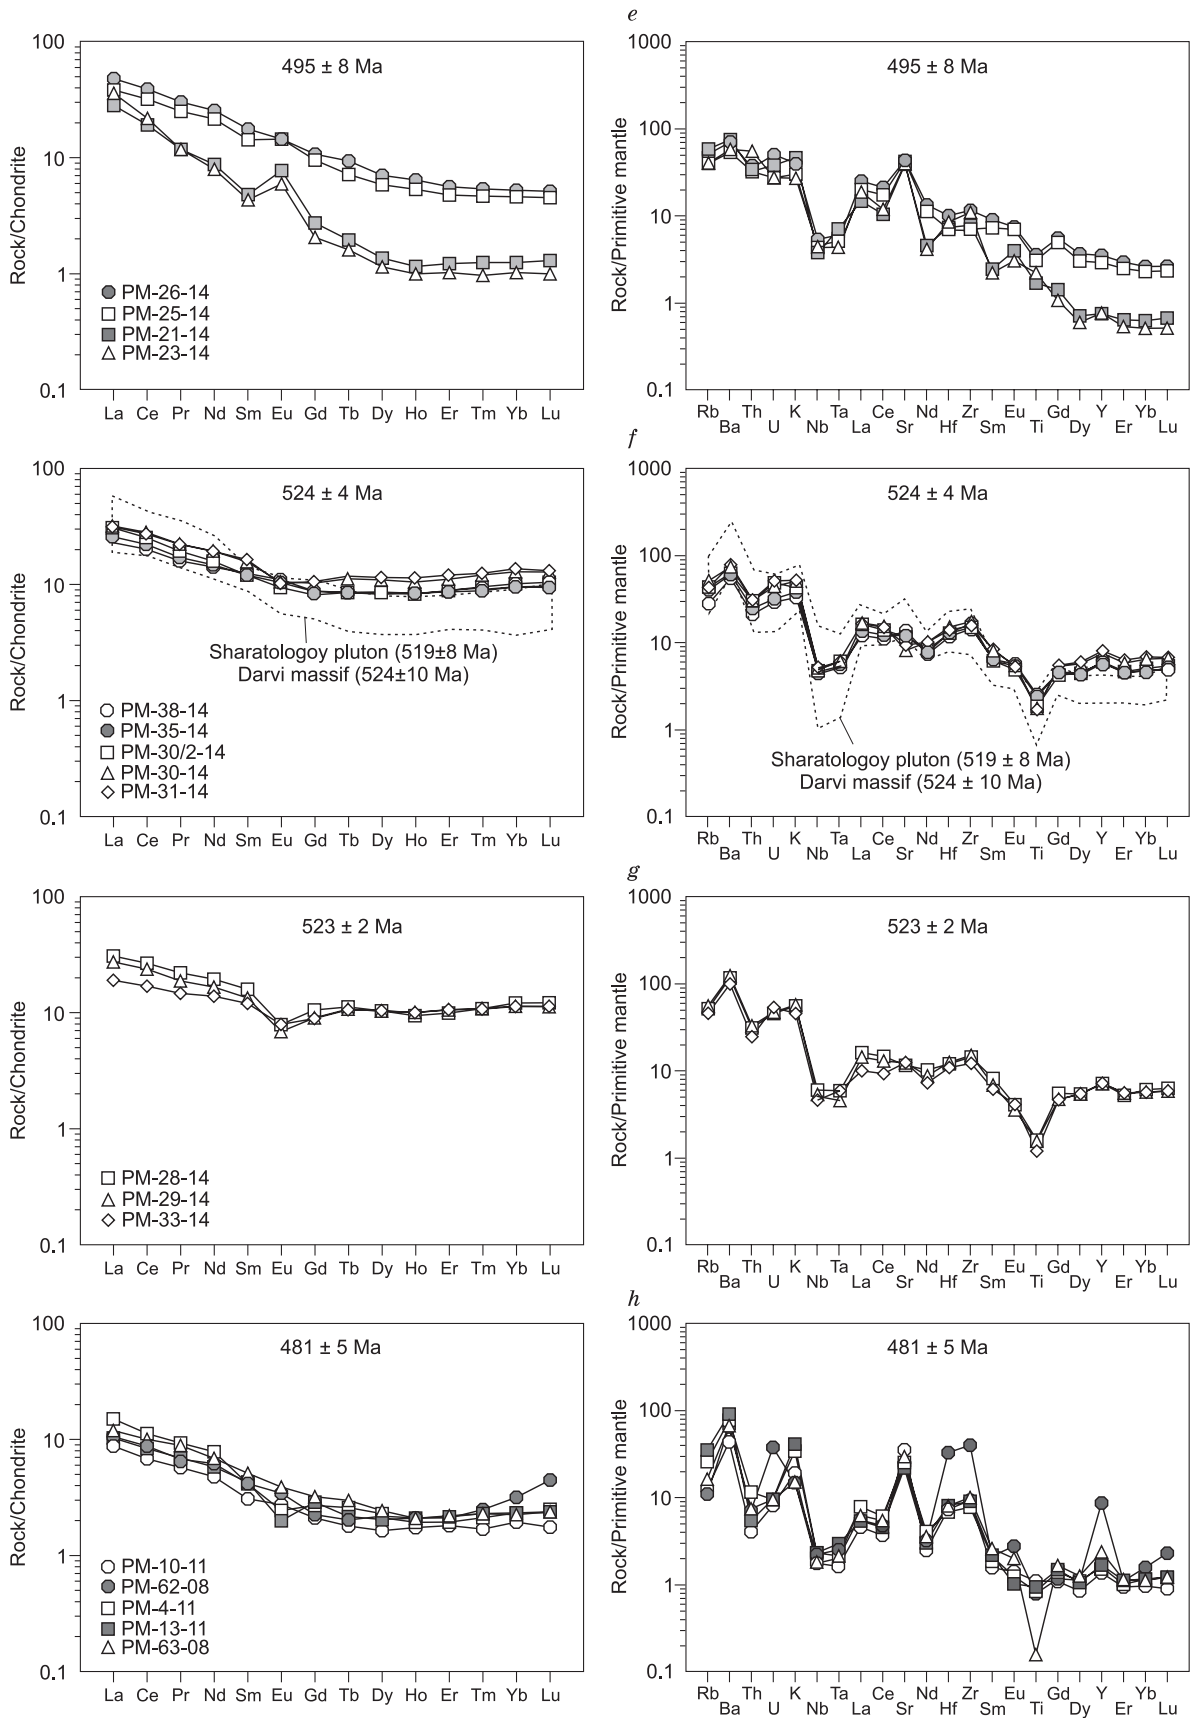 e
100
10
1
0.1
Rock/Chondrite
495 ± 8 Ma
PM-26-14
PM-25-14
PM-21-14
PM-23-14
La Ce Pr Nd Sm Eu Gd Tb Dy Ho Er Tm Yb Lu
1000
100
10
1
0.1
Rock/Primitive mantle
495 ± 8 Ma
Rb Th K Ta Ce Nd Zr Eu Gd Y Yb
Ba U Nb La Sr Hf Sm Ti Dy Er Lu
f
100
10
1
0.1
Rock/Chondrite
524 ± 4 Ma
Sharatologoy pluton (519±8 Ma)
Darvi massif (524±10 Ma)
PM-38-14
PM-35-14
PM-30/2-14
PM-30-14
PM-31-14
La Ce Pr Nd Sm Eu Gd Tb Dy Ho Er Tm Yb Lu
1000
100
10
1
0.1
Rock/Primitive mantle
524 ± 4 Ma
Sharatologoy pluton (519 ± 8 Ma)
Darvi massif (524 ± 10 Ma)
Rb Th K Ta Ce Nd Zr Eu Gd Y Yb
Ba U Nb La Sr Hf Sm Ti Dy Er Lu
g
100
10
1
0.1
Rock/Chondrite
523 ± 2 Ma
PM-28-14
PM-29-14
PM-33-14
La Ce Pr Nd Sm Eu Gd Tb Dy Ho Er Tm Yb Lu
1000
100
10
1
0.1
Rock/Primitive mantle
523 ± 2 Ma
Rb Th K Ta Ce Nd Zr Eu Gd Y Yb
Ba U Nb La Sr Hf Sm Ti Dy Er Lu
h
100
10
1
0.1
Rock/Chondrite
481 ± 5 Ma
PM-10-11
PM-62-08
PM-4-11
PM-13-11
PM-63-08
La Ce Pr Nd Sm Eu Gd Tb Dy Ho Er Tm Yb Lu
1000
100
10
1
0.1
Rock/Primitive mantle
481 ± 5 Ma
Rb Th K Ta Ce Nd Zr Eu Gd Y Yb
Ba U Nb La Sr Hf Sm Ti Dy Er Lu